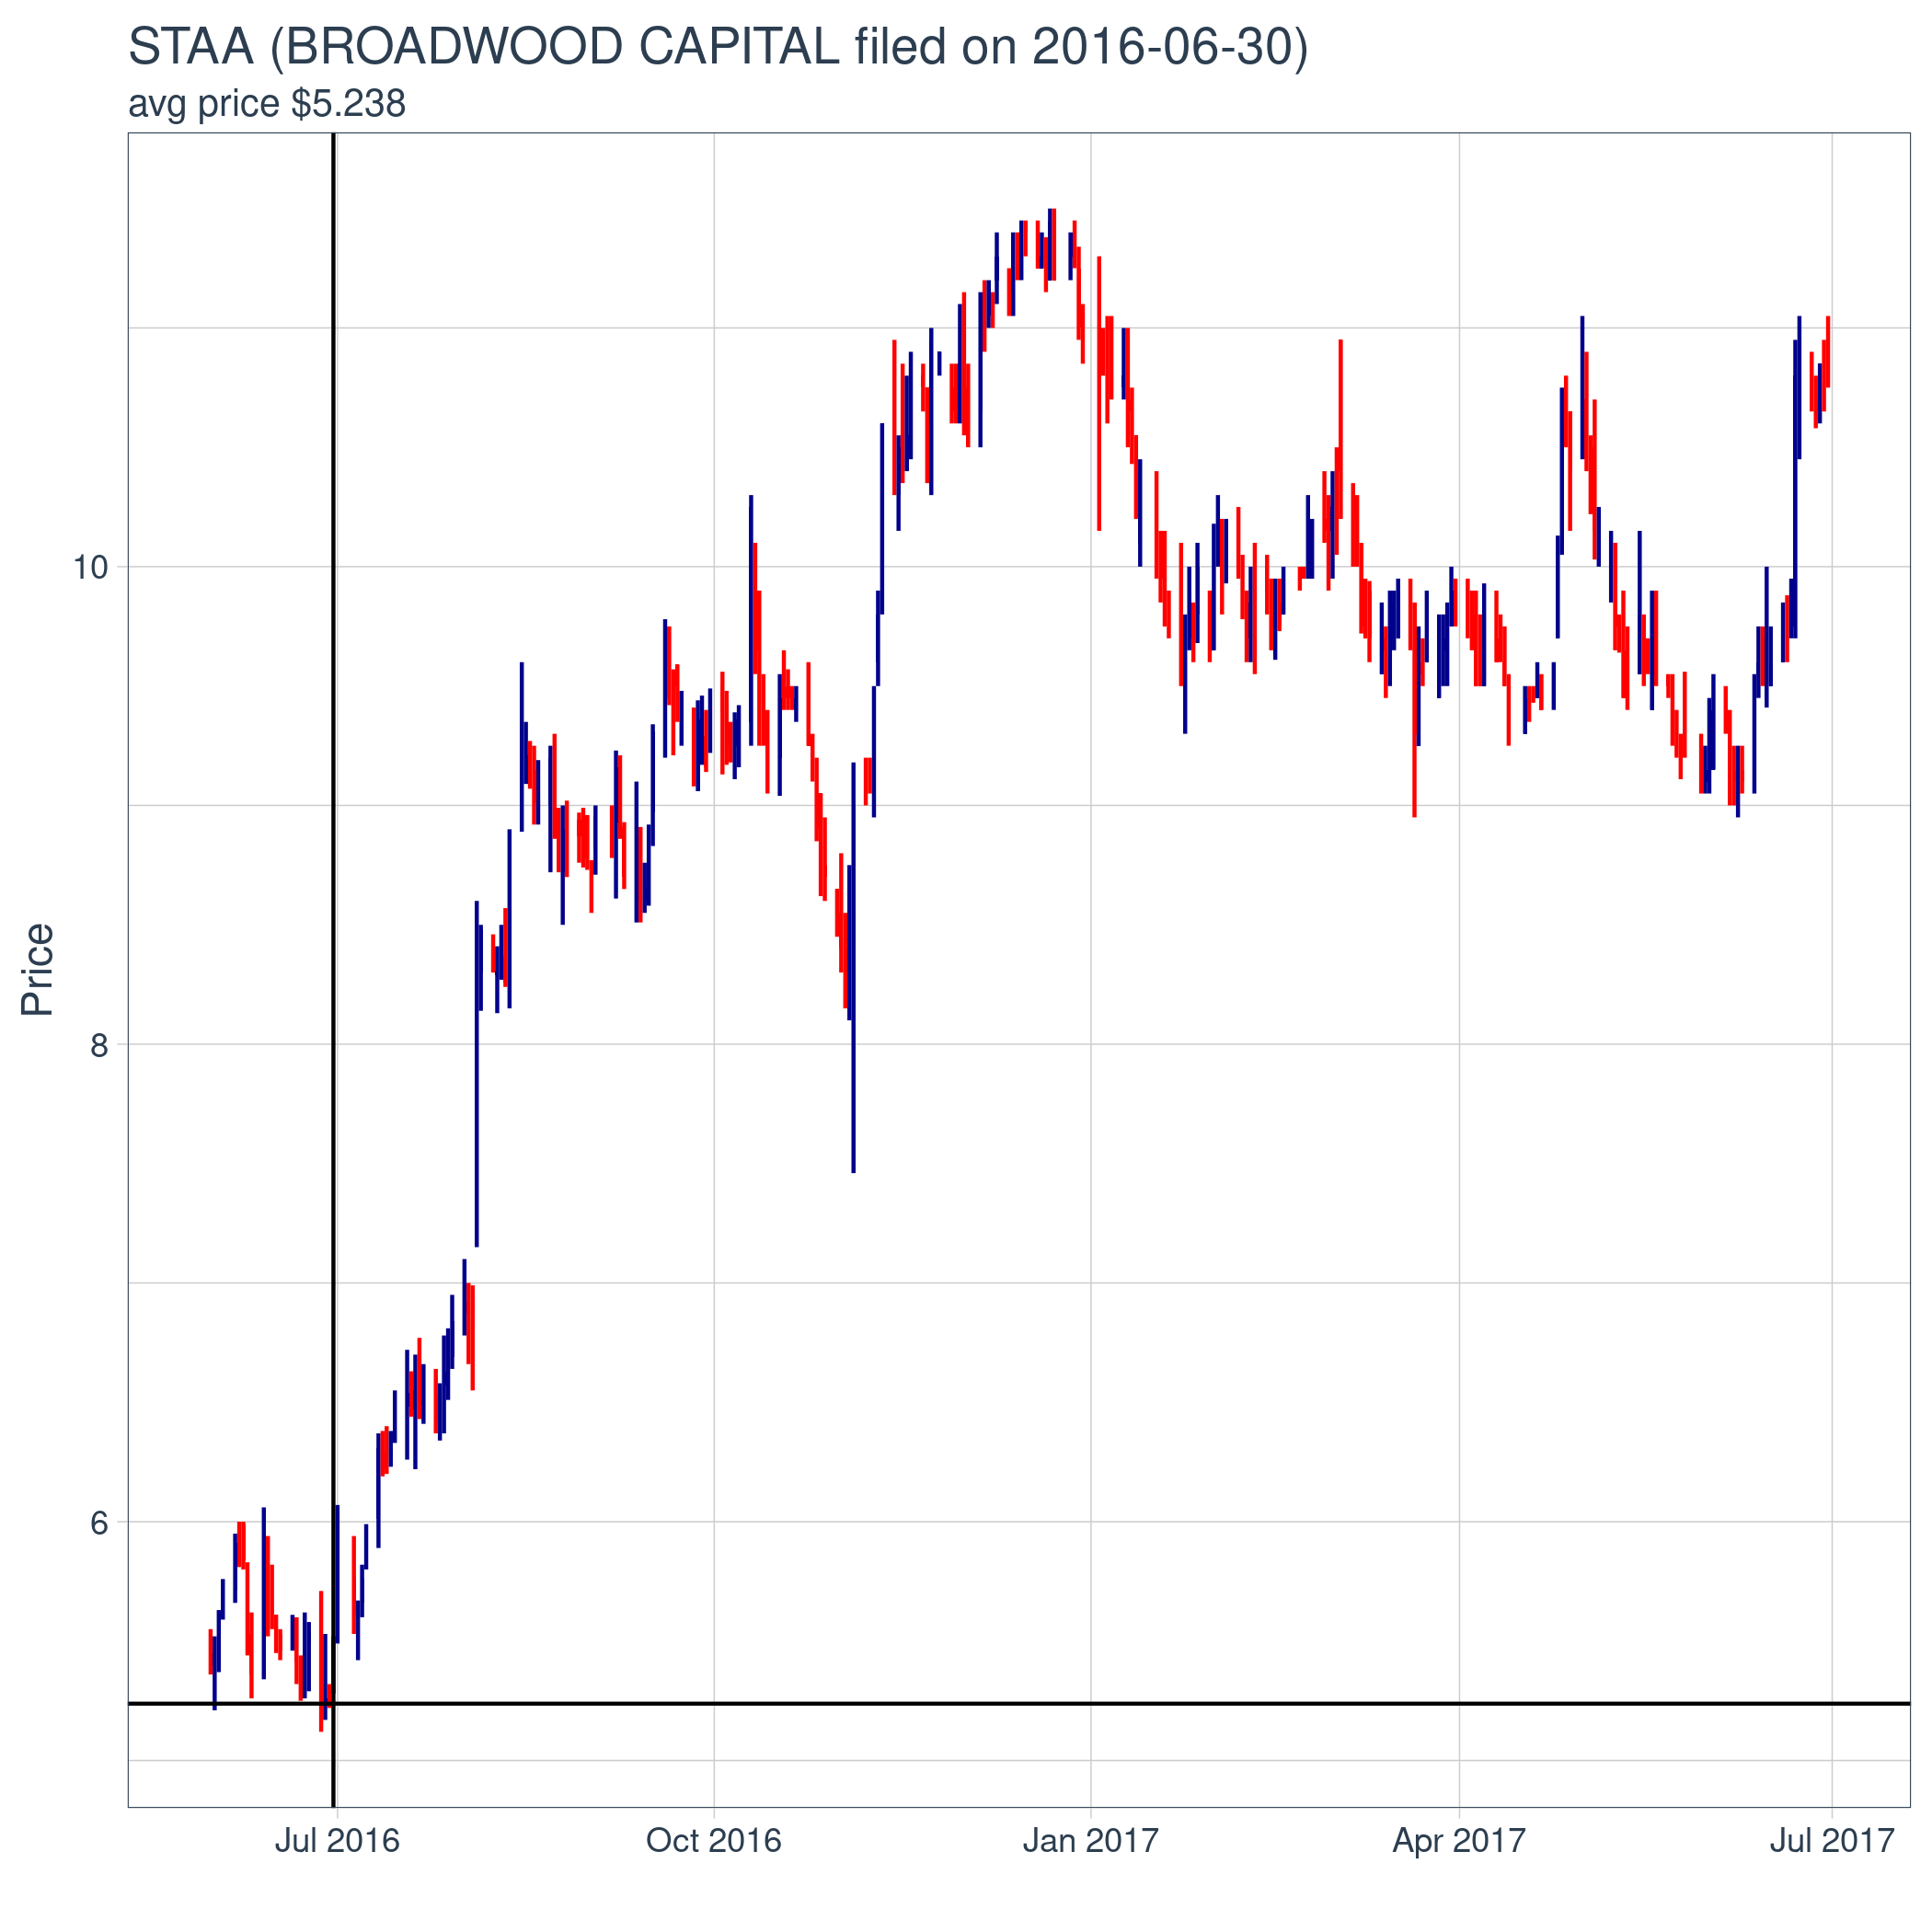 STAA (BROADWOOD CAPITAL filed on 2016-06-30)
avg price $5.238
Price
10
8
6
Jul 2016
Oct 2016
Jan 2017
Apr 2017
Jul 2017